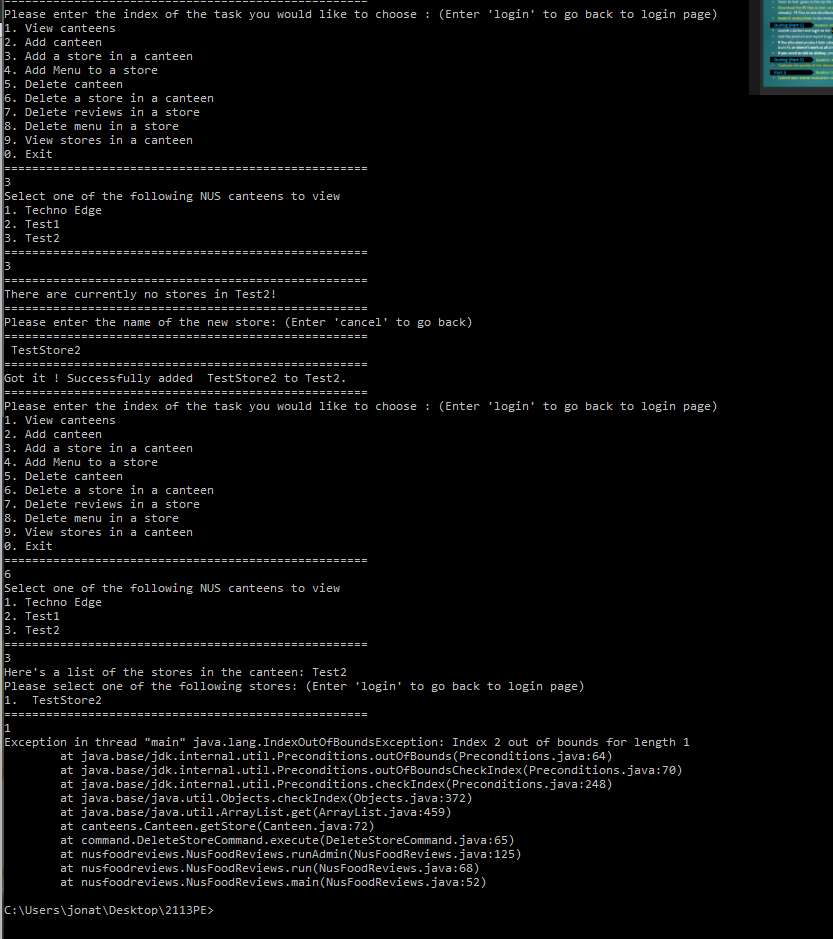 ==================================================
Please enter the index of the task you would like to choose : (Enter 'login' to go back to login page)
1. View canteens
2. Add canteen
3. Add a store in a canteen
4. Add Menu to a store
5. Delete canteen
6. Delete a store in a canteen
7. Delete reviews in a store
8. Delete menu in a store
9. View stores in a canteen
0. Exit
====================================================
3
Select one of the following NUS canteens to view
1. Techno Edge
2. Test1
3. Test2
====================================================
3
====================================================
There are currently no stores in Test2!
====================================================
Please enter the name of the new store: (Enter 'cancel' to go back)
====================================================
 TestStore2
====================================================
Got it ! Successfully added  TestStore2 to Test2.
====================================================
Please enter the index of the task you would like to choose : (Enter 'login' to go back to login page)
1. View canteens
2. Add canteen
3. Add a store in a canteen
4. Add Menu to a store
5. Delete canteen
6. Delete a store in a canteen
7. Delete reviews in a store
8. Delete menu in a store
9. View stores in a canteen
0. Exit
====================================================
6
Select one of the following NUS canteens to view
1. Techno Edge
2. Test1
3. Test2
====================================================
3
Here's a list of the stores in the canteen: Test2
Please select one of the following stores: (Enter 'login' to go back to login page)
1.  TestStore2
====================================================
1
Exception in thread "main" java.lang.IndexOutOfBoundsException: Index 2 out of bounds for length 1
        at java.base/jdk.internal.util.Preconditions.outOfBounds(Preconditions.java:64)
        at java.base/jdk.internal.util.Preconditions.outOfBoundsCheckIndex(Preconditions.java:70)
        at java.base/jdk.internal.util.Preconditions.checkIndex(Preconditions.java:248)
        at java.base/java.util.Objects.checkIndex(Objects.java:372)
        at java.base/java.util.ArrayList.get(ArrayList.java:459)
        at canteens.Canteen.getStore(Canteen.java:72)
        at command.DeleteStoreCommand.execute(DeleteStoreCommand.java:65)
        at nusfoodreviews.NusFoodReviews.runAdmin(NusFoodReviews.java:125)
        at nusfoodreviews.NusFoodReviews.run(NusFoodReviews.java:68)
        at nusfoodreviews.NusFoodReviews.main(NusFoodReviews.java:52)
C:\Users\jonat\Desktop\2113PE>